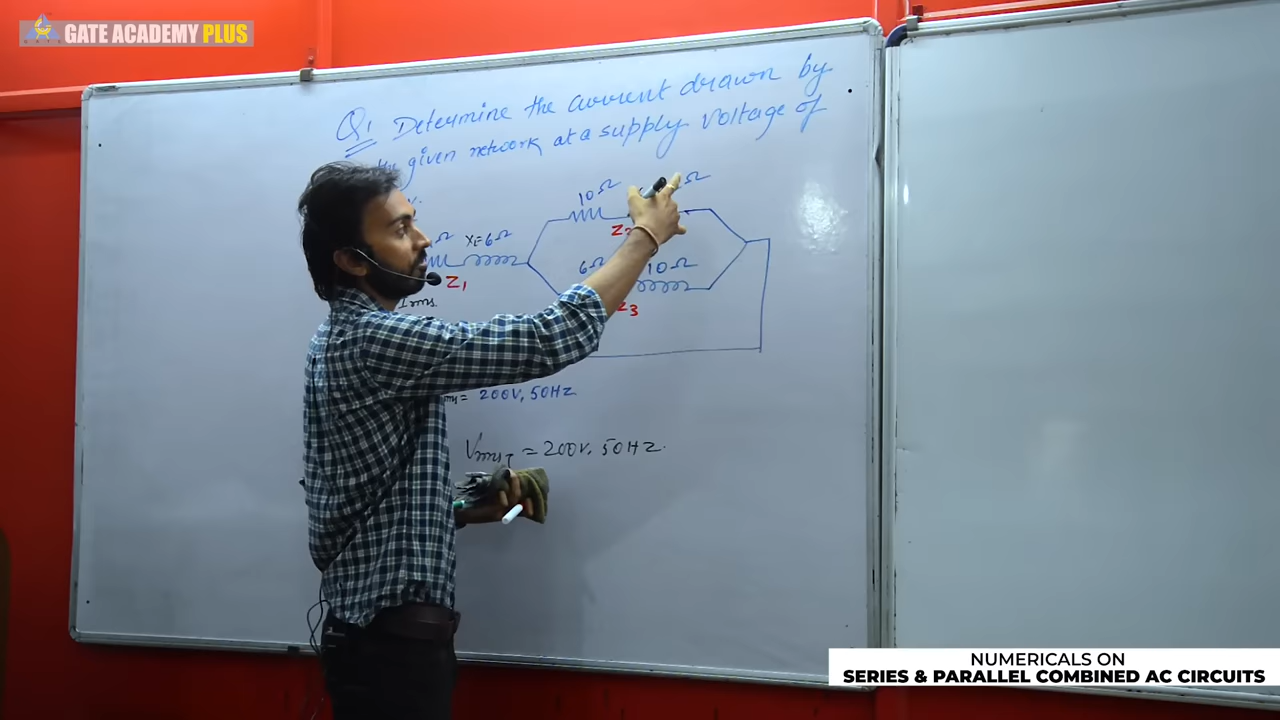 GATE ACADEMY PLUS
Q1 Determine the current drawn by
the given network at a supply voltage of
10Ω Ω
Ω XL=6Ω
Z1
6Ω 10Ω
Z3
= 200V, 50HZ
Vrms = 200V, 50HZ.
NUMERICALS ON
SERIES & PARALLEL COMBINED AC CIRCUITS